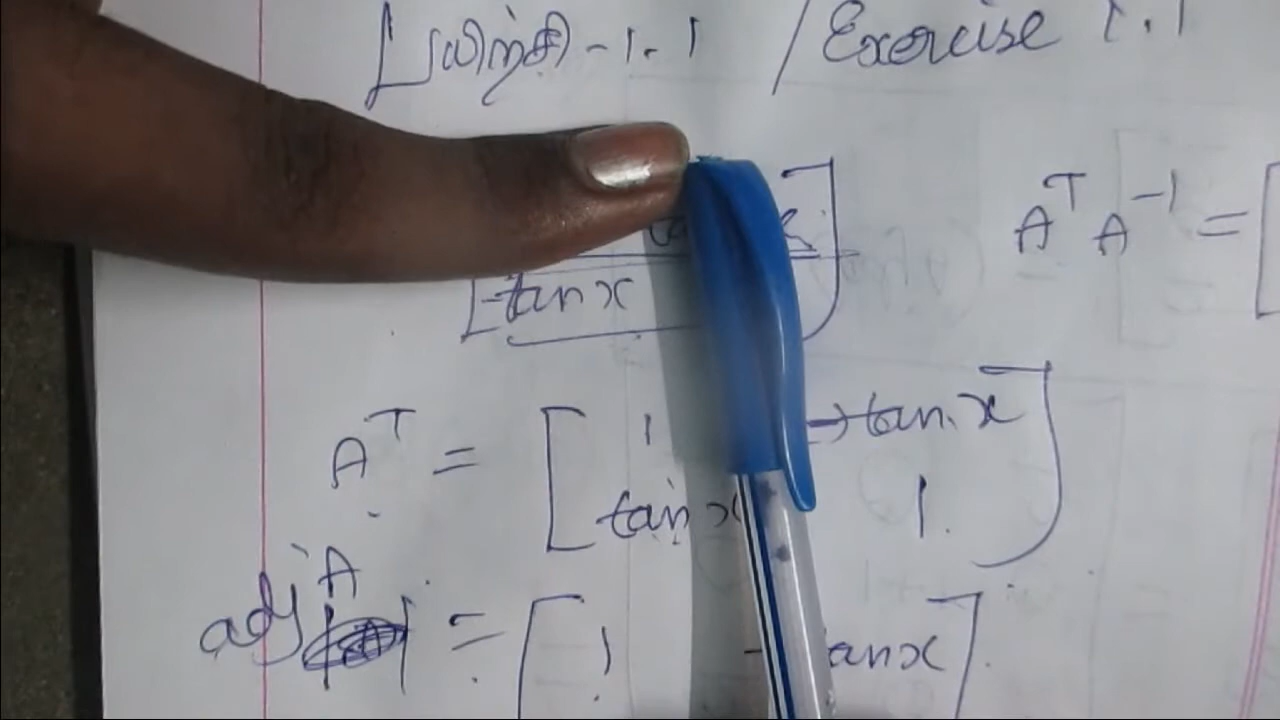 பயிற்சி - 1.1 / Exercise 1.1
Aᵀ A⁻¹ = [
[-tan x ]
Aᵀ = [ 1 -tan x
tan x 1 ]
adj A = [ 1 - tan x ]